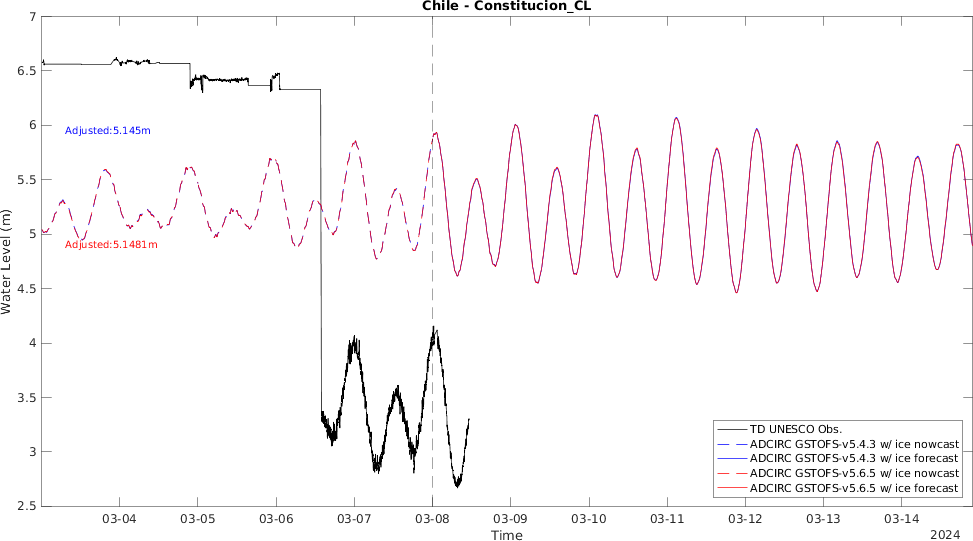 Chile - Constitucion_CL
Water Level (m)
7
6.5
6
5.5
5
4.5
4
3.5
3
2.5
Adjusted:5.145m
Adjusted:5.1481m
TD UNESCO Obs.
ADCIRC GSTOFS-v5.4.3 w/ ice nowcast
ADCIRC GSTOFS-v5.4.3 w/ ice forecast
ADCIRC GSTOFS-v5.6.5 w/ ice nowcast
ADCIRC GSTOFS-v5.6.5 w/ ice forecast
03-04 03-05 03-06 03-07 03-08 03-09 03-10 03-11 03-12 03-13 03-14
Time
2024